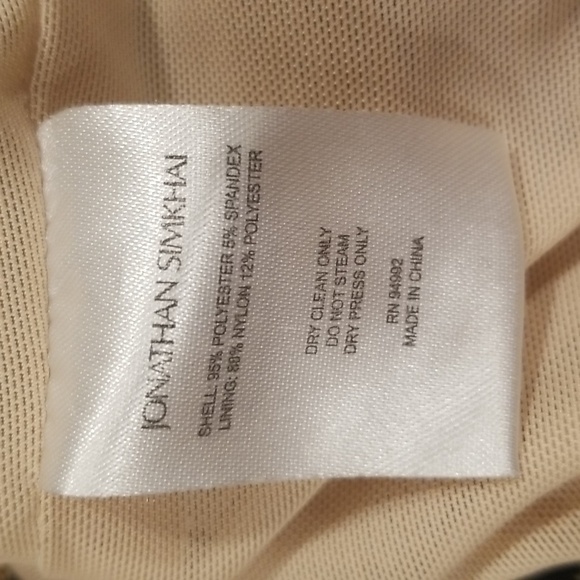 JONATHAN SIMKHAI
SHELL: 95% POLYESTER 5% SPANDEX
LINING: 88% NYLON 12% POLYESTER
DRY CLEAN ONLY
DO NOT STEAM
DRY PRESS ONLY
RN 94992
MADE IN CHINA